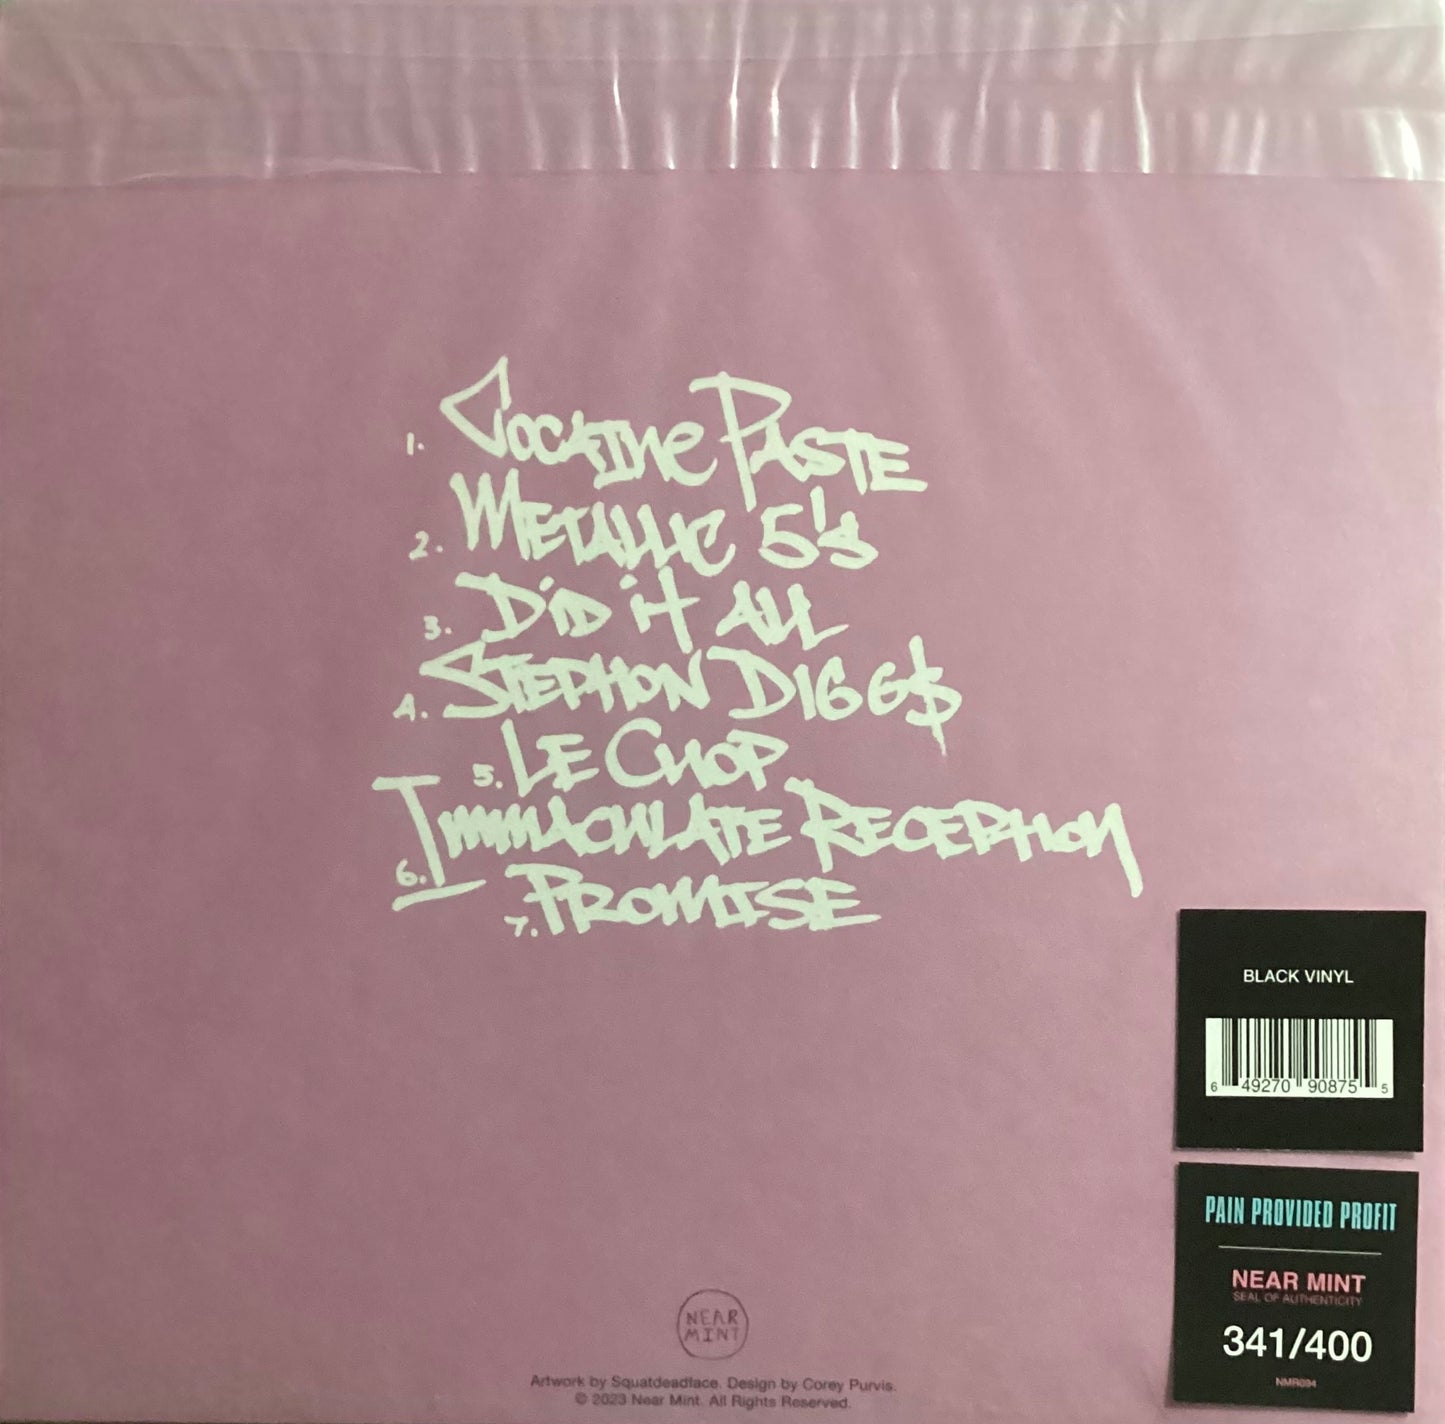 1. Cocaine Paste
2. Metallic 5's
3. Did it All
4. Stephon Digg$
5. Le Chop
6. Immaculate Reception
7. Promise
BLACK VINYL
6 49270 90875 5
PAIN PROVIDED PROFIT
NEAR MINT
SEAL OF AUTHENTICITY
341/400
NMR094
NEAR
MINT
Artwork by Squatdeadface. Design by Corey Purvis.
© 2023 Near Mint. All Rights Reserved.